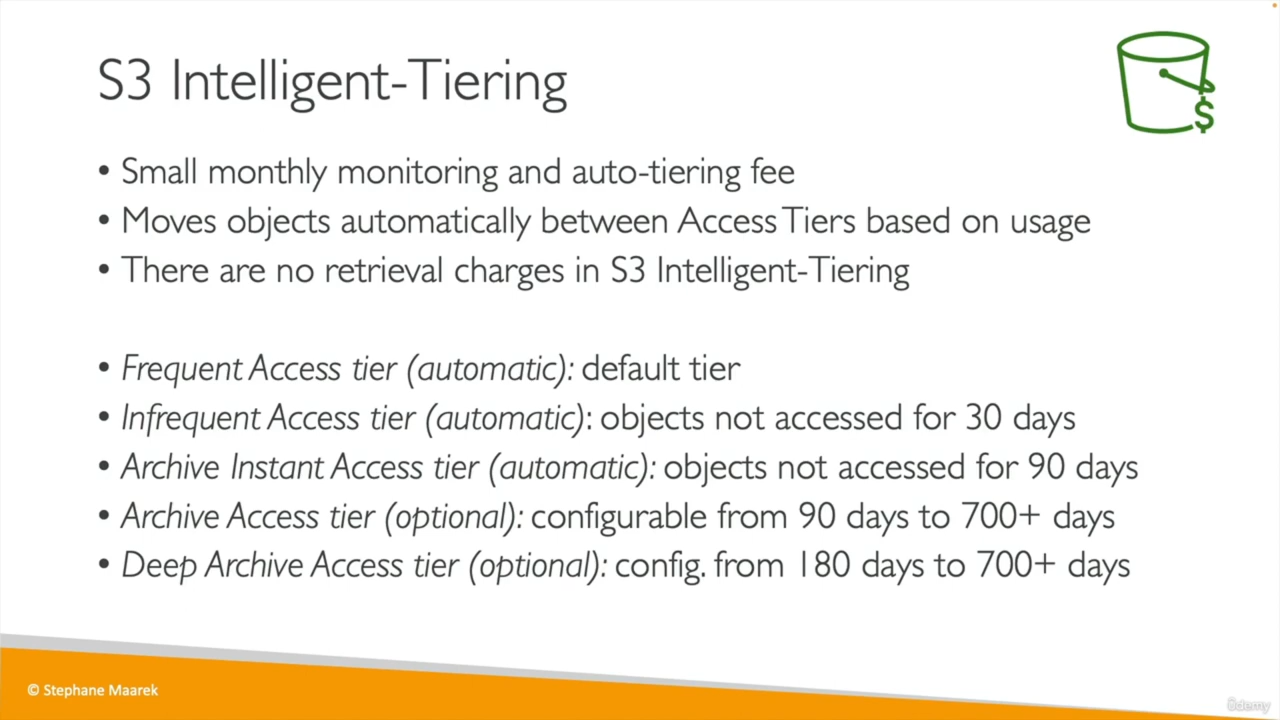 S3 Intelligent-Tiering
$
• Small monthly monitoring and auto-tiering fee
• Moves objects automatically between Access Tiers based on usage
• There are no retrieval charges in S3 Intelligent-Tiering
• Frequent Access tier (automatic): default tier
• Infrequent Access tier (automatic): objects not accessed for 30 days
• Archive Instant Access tier (automatic): objects not accessed for 90 days
• Archive Access tier (optional): configurable from 90 days to 700+ days
• Deep Archive Access tier (optional): config. from 180 days to 700+ days
© Stephane Maarek
Udemy